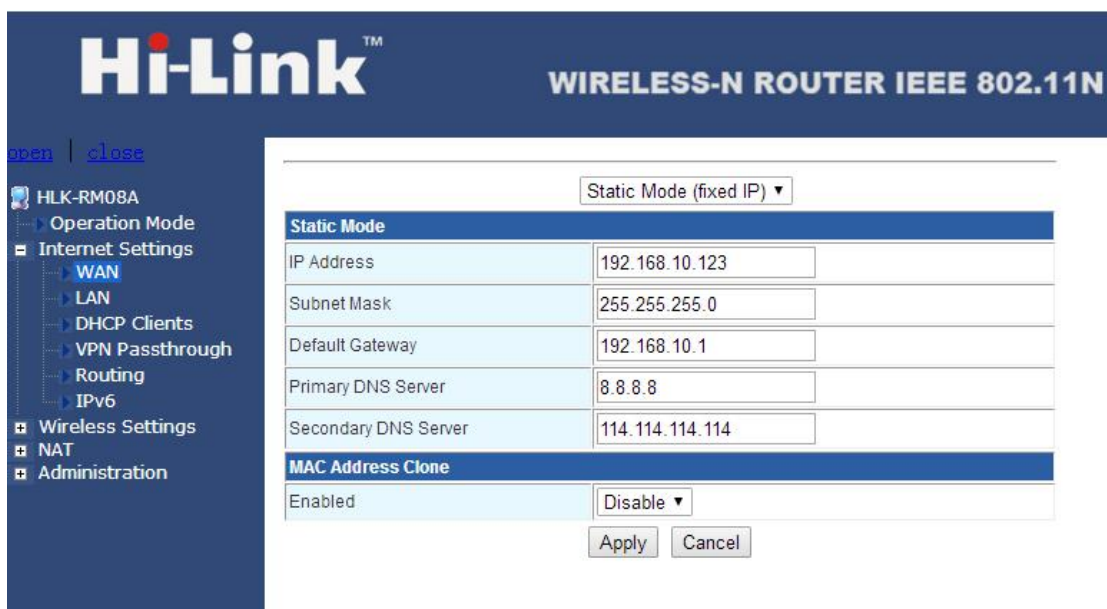 Hi-Link™
WIRELESS-N ROUTER IEEE 802.11N
open | close
HLK-RM08A
Operation Mode
Internet Settings
WAN
LAN
DHCP Clients
VPN Passthrough
Routing
IPv6
Wireless Settings
NAT
Administration
Static Mode (fixed IP)
Static Mode
IP Address 192.168.10.123
Subnet Mask 255.255.255.0
Default Gateway 192.168.10.1
Primary DNS Server 8.8.8.8
Secondary DNS Server 114.114.114.114
MAC Address Clone
Enabled Disable
Apply Cancel